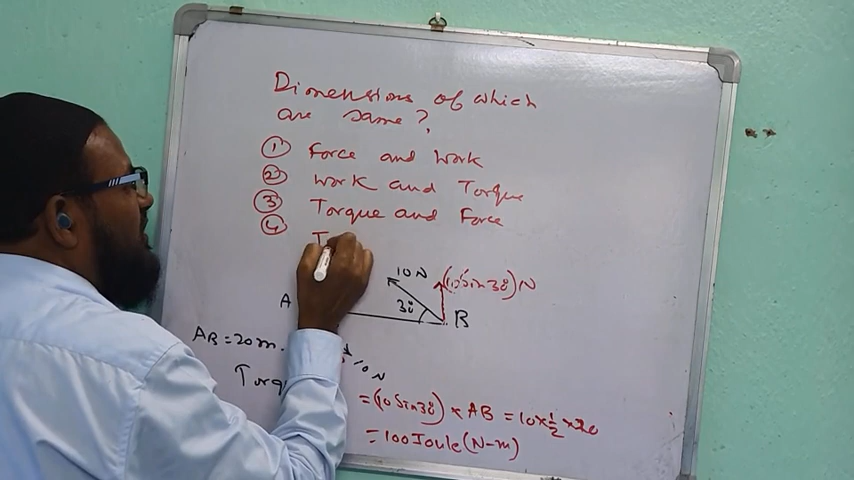 Dimensions of which
are same?
① Force and Work
② Work and Torque
③ Torque and Force
④ T
10 N
(10 Sin 30°) N
A
30°
B
AB = 20 m.
10 N
Torq
= (10 Sin 30°) × AB = 10 × 1/2 × 20
= 100 Joule (N-m)